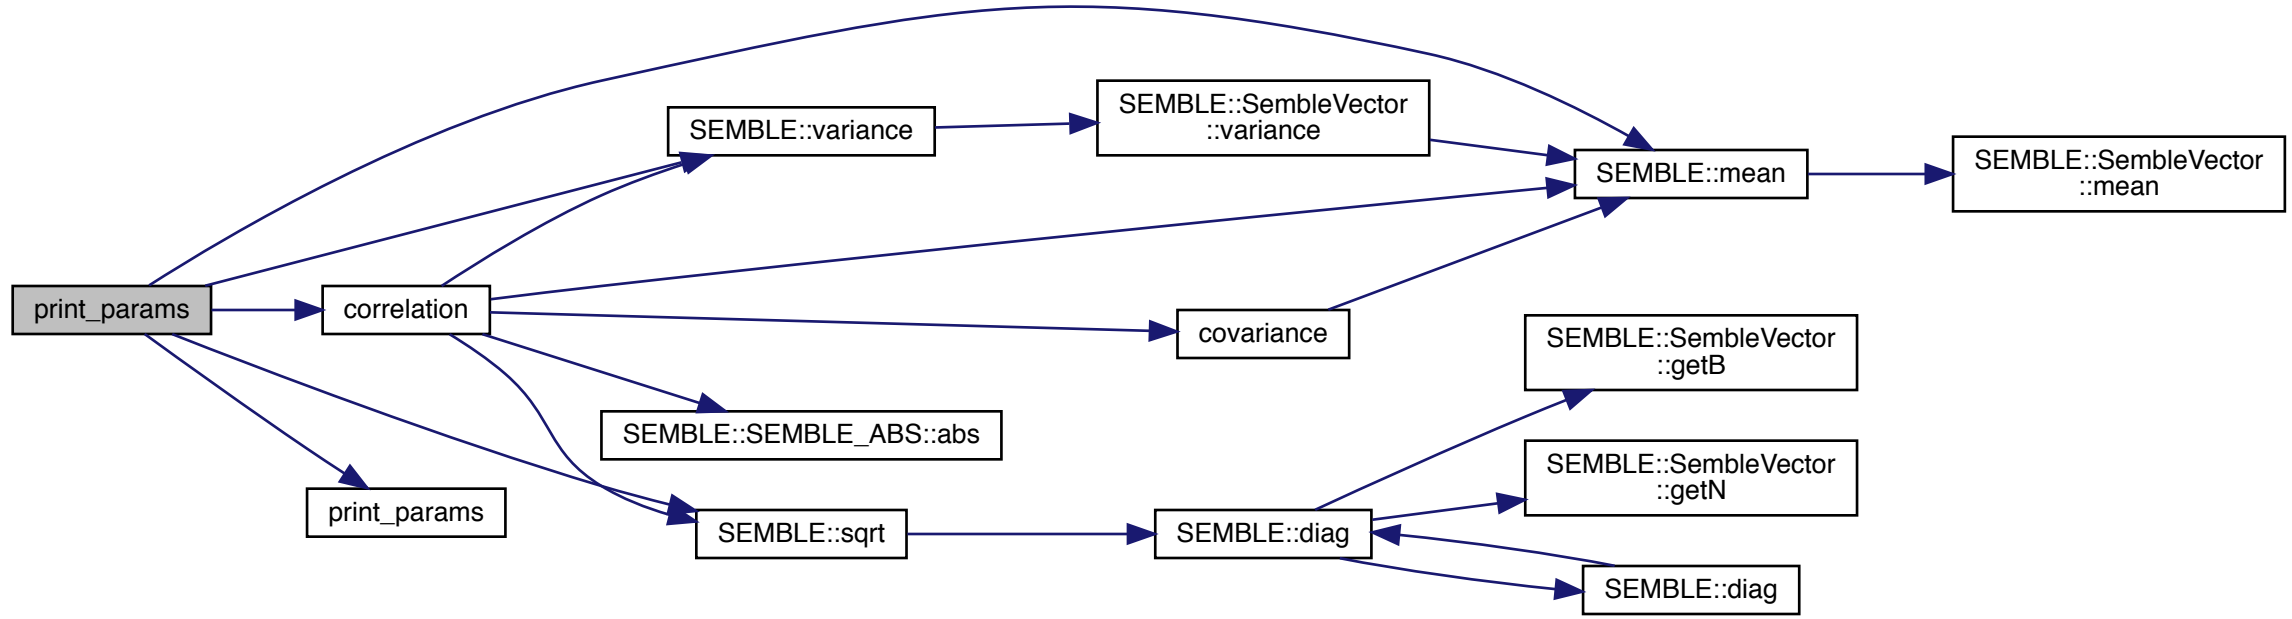 print_params
correlation
SEMBLE::variance
SEMBLE::SembleVector
::variance
SEMBLE::mean
SEMBLE::SembleVector
::mean
covariance
SEMBLE::SEMBLE_ABS::abs
print_params
SEMBLE::sqrt
SEMBLE::diag
SEMBLE::SembleVector
::getB
SEMBLE::SembleVector
::getN
SEMBLE::diag